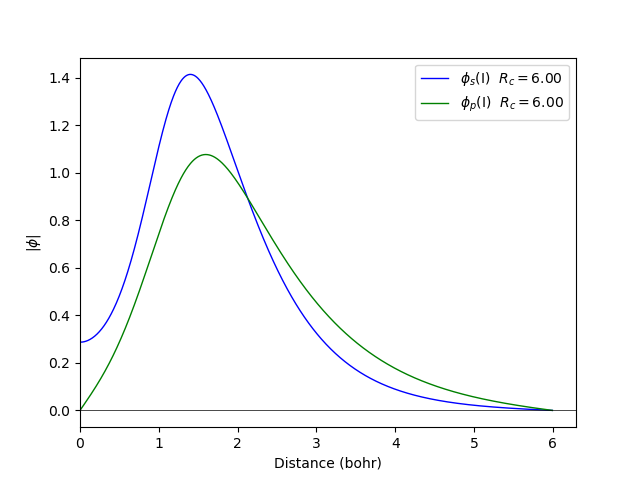 ϕs(I) Rc = 6.00
ϕp(I) Rc = 6.00
1.4
1.2
1.0
0.8
0.6
0.4
0.2
0.0
|ϕ|
0 1 2 3 4 5 6
Distance (bohr)